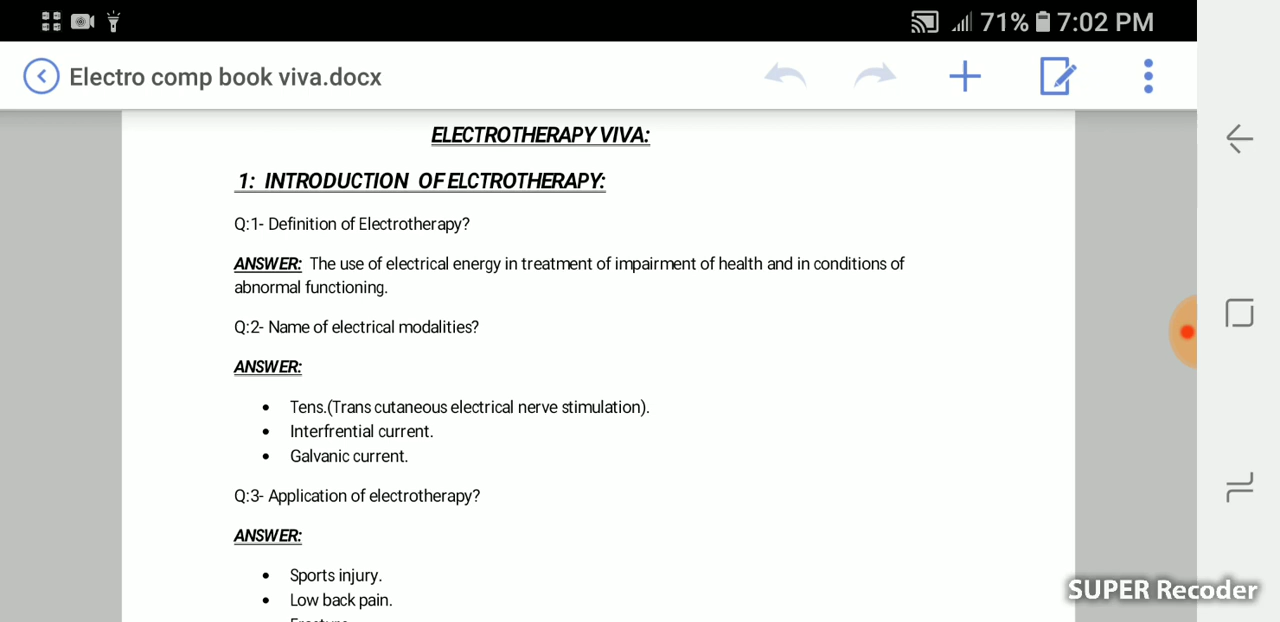 71% 7:02 PM
Electro comp book viva.docx
ELECTROTHERAPY VIVA:
1: INTRODUCTION OF ELCTROTHERAPY:
Q:1- Definition of Electrotherapy?
ANSWER: The use of electrical energy in treatment of impairment of health and in conditions of
abnormal functioning.
Q:2- Name of electrical modalities?
ANSWER:
• Tens.(Trans cutaneous electrical nerve stimulation).
• Interfrential current.
• Galvanic current.
Q:3- Application of electrotherapy?
ANSWER:
• Sports injury.
• Low back pain.
SUPER Recoder